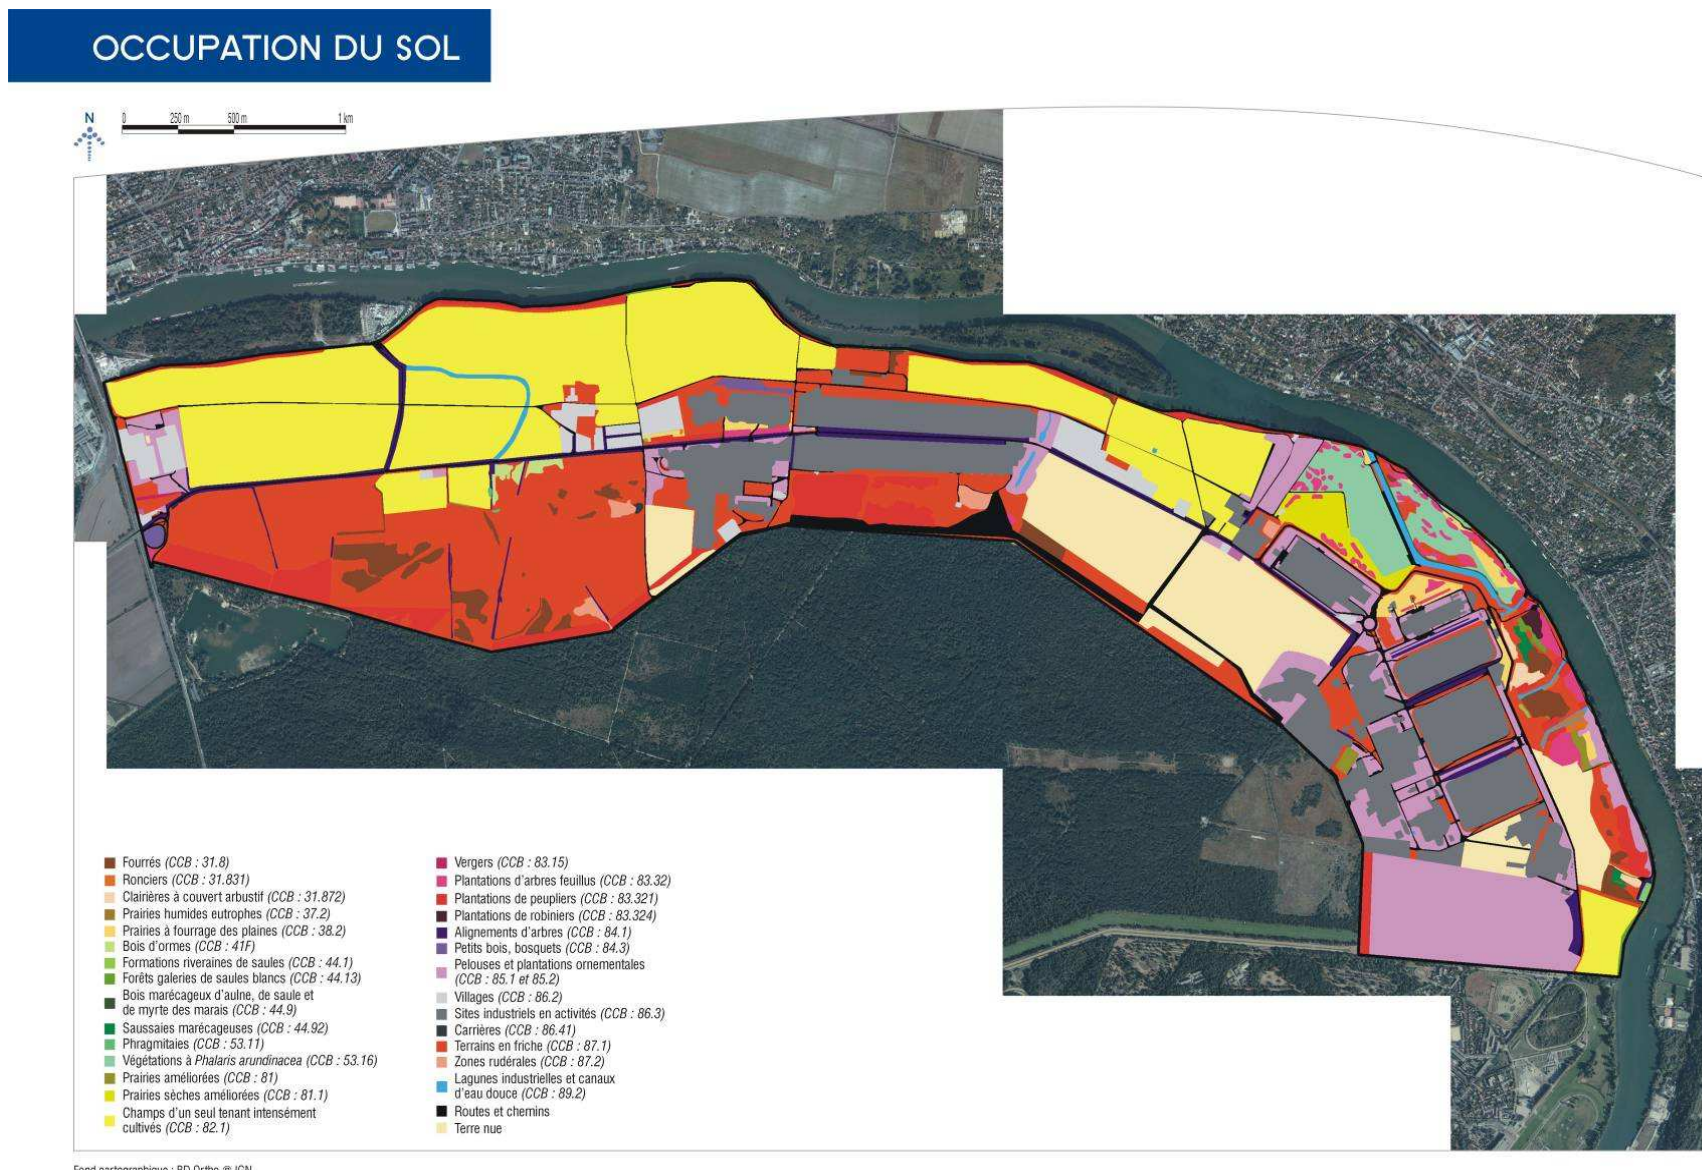 OCCUPATION DU SOL
N
0 250 m 500 m 1 km
Fourrés (CCB : 31.8)
Ronciers (CCB : 31.831)
Clairières à couvert arbustif (CCB : 31.872)
Prairies humides eutrophes (CCB : 37.2)
Prairies à fourrage des plaines (CCB : 38.2)
Bois d'ormes (CCB : 41F)
Formations riveraines de saules (CCB : 44.1)
Forêts galeries de saules blancs (CCB : 44.13)
Bois marécageux d'aulne, de saule et
de myrte des marais (CCB : 44.9)
Saussaies marécageuses (CCB : 44.92)
Phragmitaies (CCB : 53.11)
Végétations à Phalaris arundinacea (CCB : 53.16)
Prairies améliorées (CCB : 81)
Prairies sèches améliorées (CCB : 81.1)
Champs d'un seul tenant intensément
cultivés (CCB : 82.1)
Vergers (CCB : 83.15)
Plantations d'arbres feuillus (CCB : 83.32)
Plantations de peupliers (CCB : 83.321)
Plantations de robiniers (CCB : 83.324)
Alignements d'arbres (CCB : 84.1)
Petits bois, bosquets (CCB : 84.3)
Pelouses et plantations ornementales
(CCB : 85.1 et 85.2)
Villages (CCB : 86.2)
Sites industriels en activités (CCB : 86.3)
Carrières (CCB : 86.41)
Terrains en friche (CCB : 87.1)
Zones rudérales (CCB : 87.2)
Lagunes industrielles et canaux
d'eau douce (CCB : 89.2)
Routes et chemins
Terre nue
Fond cartographique : BD Ortho @ IGN